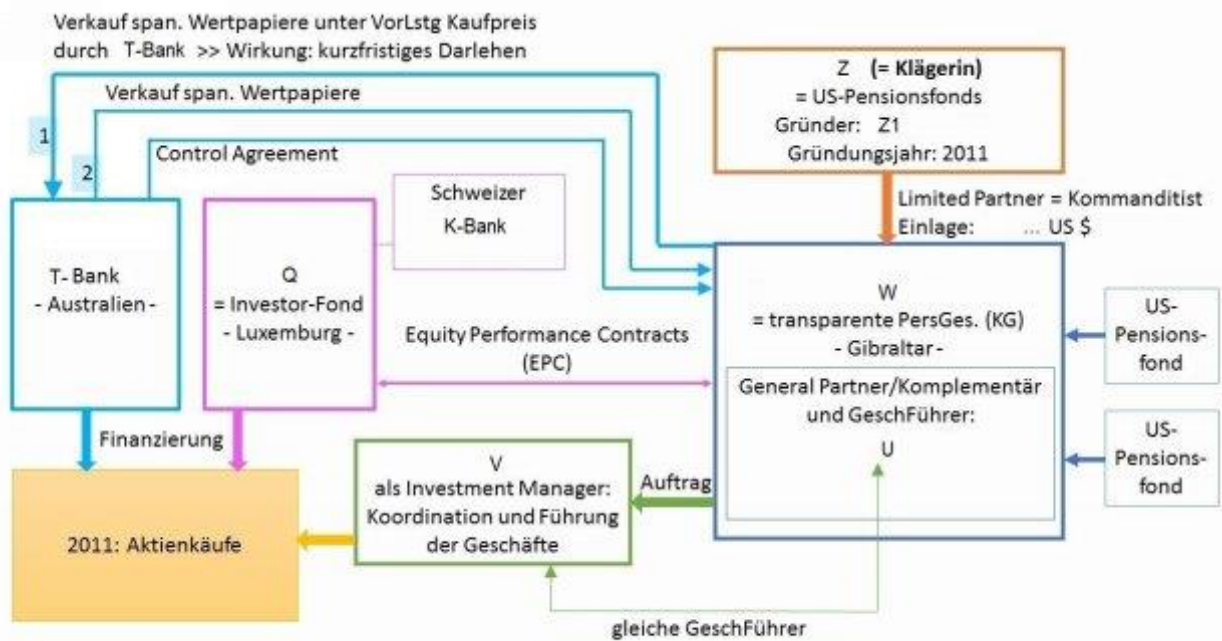 Verkauf span. Wertpapiere unter VorLstg Kaufpreis
durch T-Bank >> Wirkung: kurzfristiges Darlehen
Verkauf span. Wertpapiere
1
2
Control Agreement
Z (= Klägerin)
= US-Pensionsfonds
Gründer: Z1
Gründungsjahr: 2011
Limited Partner = Kommanditist
Einlage: ... US $
Schweizer
K-Bank
T- Bank
- Australien -
Q
= Investor-Fond
- Luxemburg -
Equity Performance Contracts
(EPC)
W
= transparente PersGes. (KG)
- Gibraltar-
General Partner/Komplementär
und GeschFührer:
U
US-
Pensions-
fond
US-
Pensions-
fond
Finanzierung
V
als Investment Manager:
Koordination und Führung
der Geschäfte
Auftrag
2011: Aktienkäufe
gleiche GeschFührer